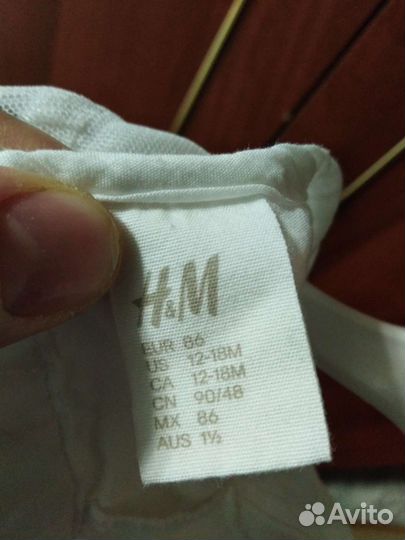 H&M
EUR 86
US 12-18M
CA 12-18M
CN 90/48
MX 86
AUS 1½
Avito